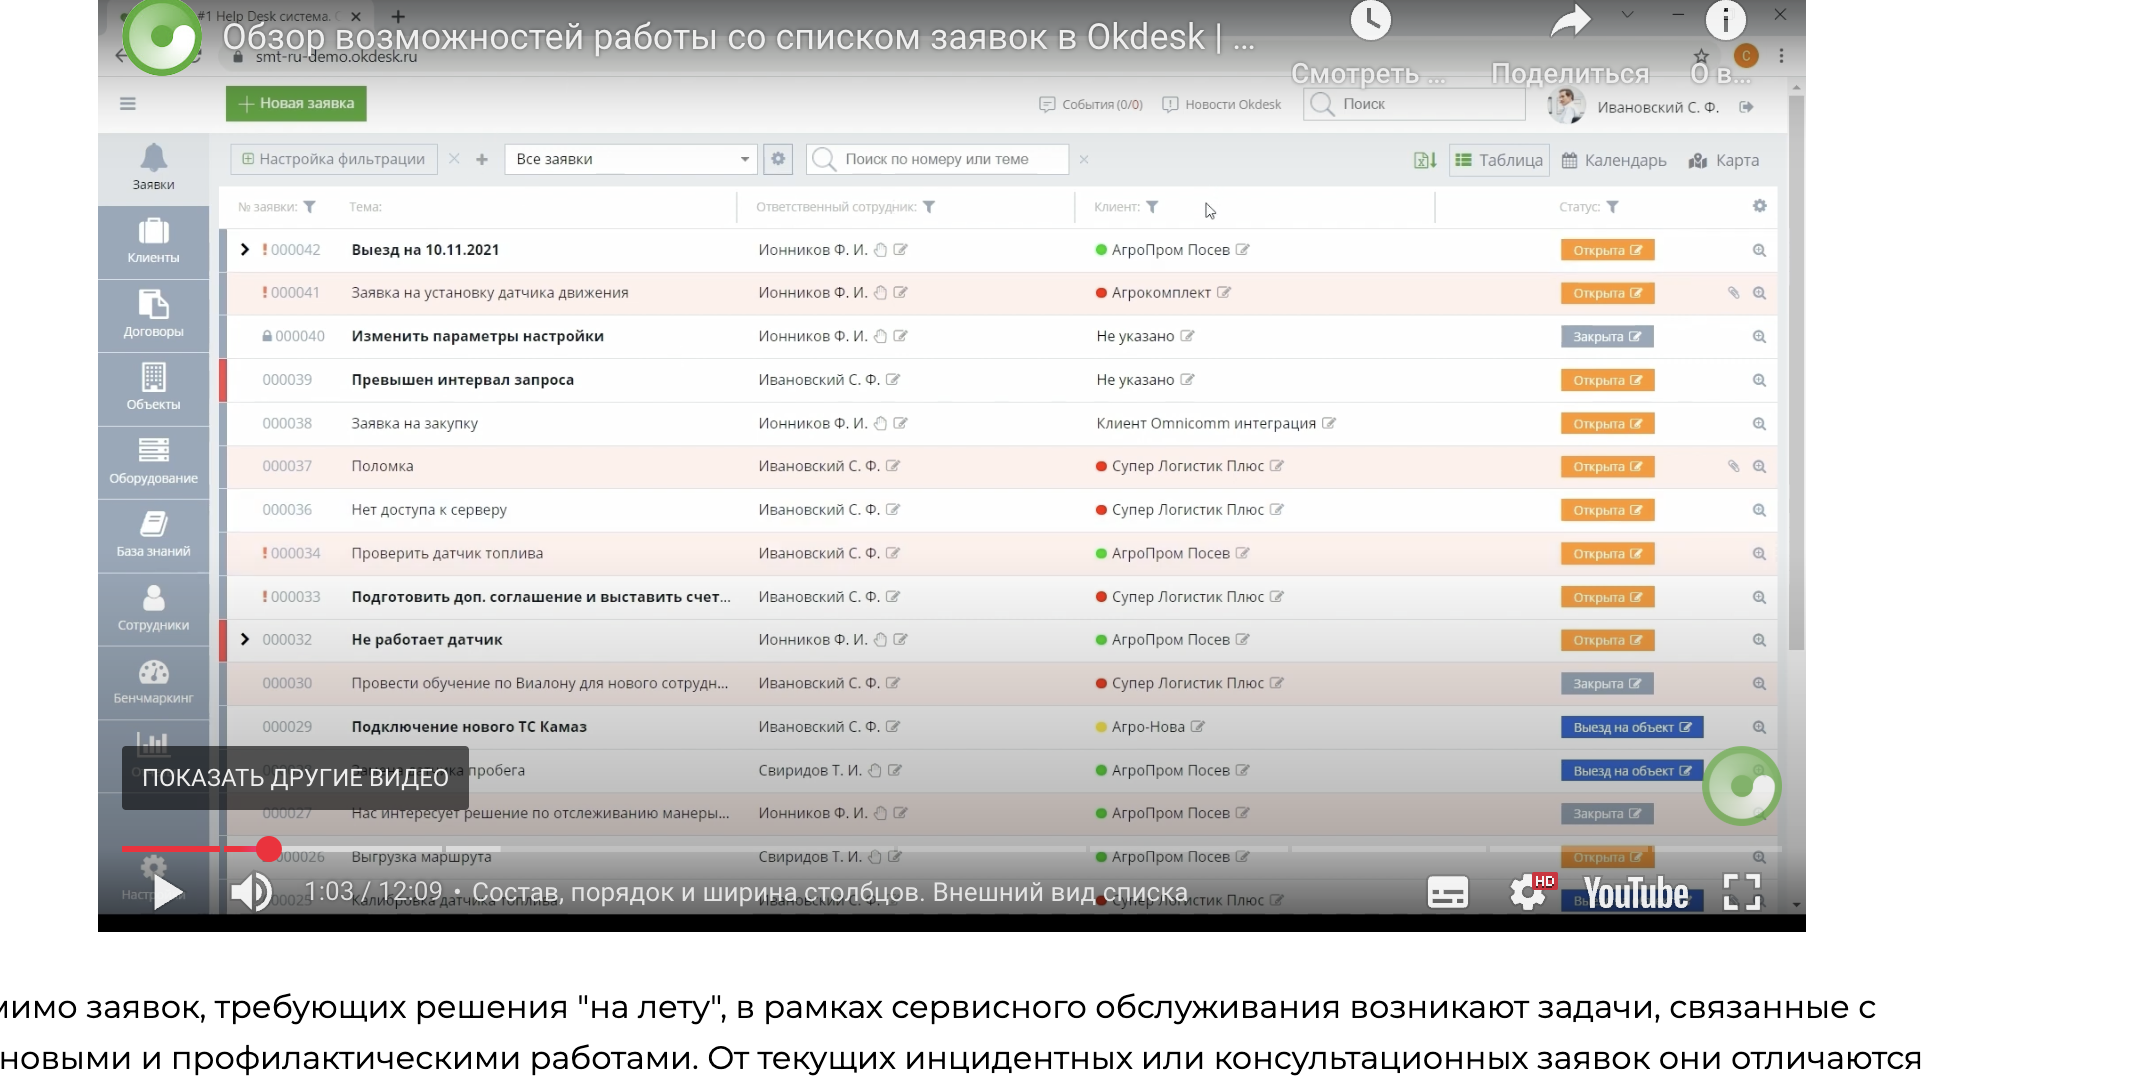 #1 Help Desk система.
Обзор возможностей работы со списком заявок в Okdesk | ...
smt-ru-demo.okdesk.ru
С
Смотреть ... Поделиться О в...
Новая заявка События (0/0) Новости Okdesk Поиск Ивановский С. Ф.
Настройка фильтрации Все заявки Поиск по номеру или теме Таблица Календарь Карта
Заявки
Клиенты
Договоры
Объекты
Оборудование
База знаний
Сотрудники
Бенчмаркинг
№ заявки: Тема: Ответственный сотрудник: Клиент: Статус:
! 000042 Выезд на 10.11.2021 Ионников Ф. И. АгроПром Посев Открыта
! 000041 Заявка на установку датчика движения Ионников Ф. И. Агрокомплект Открыта
000040 Изменить параметры настройки Ионников Ф. И. Не указано Закрыта
000039 Превышен интервал запроса Ивановский С. Ф. Не указано Открыта
000038 Заявка на закупку Ионников Ф. И. Клиент Omnicomm интеграция Открыта
000037 Поломка Ивановский С. Ф. Супер Логистик Плюс Открыта
000036 Нет доступа к серверу Ивановский С. Ф. Супер Логистик Плюс Открыта
! 000034 Проверить датчик топлива Ивановский С. Ф. АгроПром Посев Открыта
! 000033 Подготовить доп. соглашение и выставить счет... Ивановский С. Ф. Супер Логистик Плюс Открыта
000032 Не работает датчик Ионников Ф. И. АгроПром Посев Открыта
000030 Провести обучение по Виалону для нового сотрудн... Ивановский С. Ф. Супер Логистик Плюс Закрыта
000029 Подключение нового ТС Камаз Ивановский С. Ф. Агро-Нова Выезд на объект
пробега Свиридов Т. И. АгроПром Посев Выезд на объект
ПОКАЗАТЬ ДРУГИЕ ВИДЕО
000027 Нас интересует решение по отслеживанию манеры... Ионников Ф. И. АгроПром Посев Закрыта
000026 Выгрузка маршрута Свиридов Т. И. АгроПром Посев Открыта
Калибровка датчика топлива Ивановский С. Ф. Супер Логистик Плюс
1:03 / 12:09 • Состав, порядок и ширина столбцов. Внешний вид списка HD YouTube
мимо заявок, требующих решения "на лету", в рамках сервисного обслуживания возникают задачи, связанные с
новыми и профилактическими работами. От текущих инцидентных или консультационных заявок они отличаются